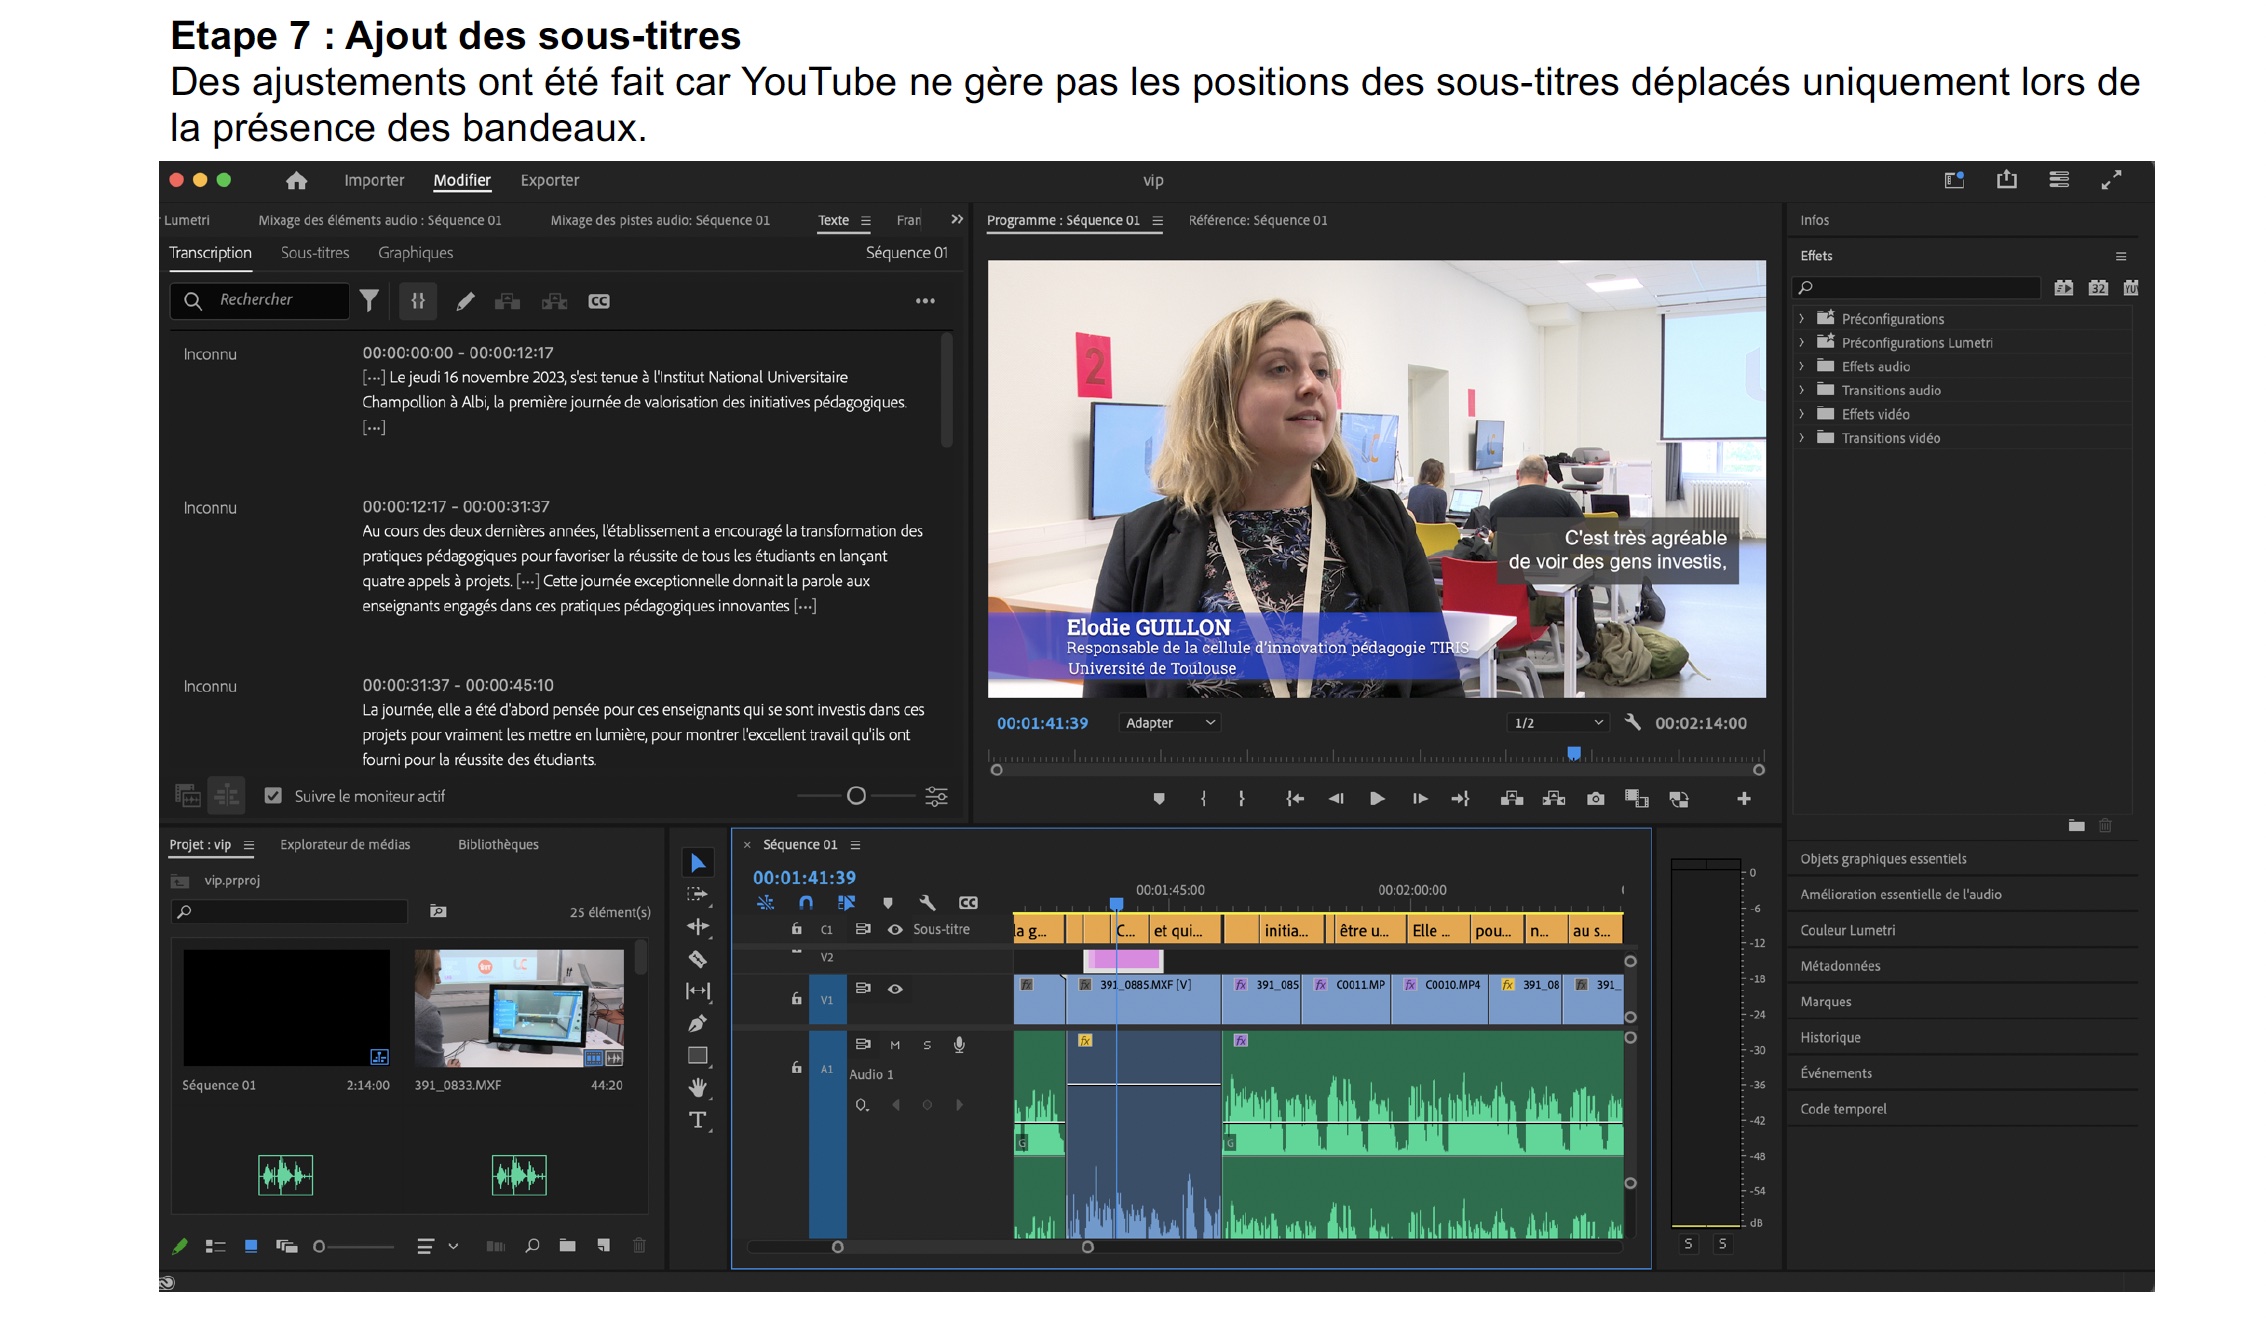 Etape 7 : Ajout des sous-titres
Des ajustements ont été fait car YouTube ne gère pas les positions des sous-titres déplacés uniquement lors de
la présence des bandeaux.
Importer Modifier Exporter
vip
Lumetri Mixage des éléments audio : Séquence 01 Mixage des pistes audio: Séquence 01 Texte Fran
Transcription Sous-titres Graphiques Séquence 01
Rechercher
CC
Inconnu
00:00:00:00 - 00:00:12:17
[...] Le jeudi 16 novembre 2023, s'est tenue à l'Institut National Universitaire
Champollion à Albi, la première journée de valorisation des initiatives pédagogiques.
[...]
Inconnu
00:00:12:17 - 00:00:31:37
Au cours des deux dernières années, l'établissement a encouragé la transformation des
pratiques pédagogiques pour favoriser la réussite de tous les étudiants en lançant
quatre appels à projets. [...] Cette journée exceptionnelle donnait la parole aux
enseignants engagés dans ces pratiques pédagogiques innovantes [...]
Inconnu
00:00:31:37 - 00:00:45:10
La journée, elle a été d'abord pensée pour ces enseignants qui se sont investis dans ces
projets pour vraiment les mettre en lumière, pour montrer l'excellent travail qu'ils ont
fourni pour la réussite des étudiants.
Suivre le moniteur actif
Programme : Séquence 01 Référence: Séquence 01
2
C'est très agréable
de voir des gens investis,
Elodie GUILLON
Responsable de la cellule d'innovation pédagogie TIRIS
Université de Toulouse
00:01:41:39 Adapter 1/2 00:02:14:00
Infos
Effets
32 YU
Préconfigurations
Préconfigurations Lumetri
Effets audio
Transitions audio
Effets vidéo
Transitions vidéo
Objets graphiques essentiels
Amélioration essentielle de l'audio
Couleur Lumetri
Métadonnées
Marques
Historique
Événements
Code temporel
Projet : vip Explorateur de médias Bibliothèques
vip.prproj
25 élément(s)
Séquence 01 2:14:00
391_0833.MXF 44:20
Séquence 01
00:01:41:39
CC
00:01:45:00 00:02:00:00
C1 Sous-titre
la g... C... et qui... initia... être u... Elle ... pou... n... au s...
V2
V1
fx fx 391_0885.MXF [V] fx 391_085 fx C0011.MP fx C0010.MP4 fx 391_08 fx 391_
A1 M S
Audio 1
fx fx
G G
T
0
-6
-12
-18
-24
-30
-36
-42
-48
-54
dB
S S